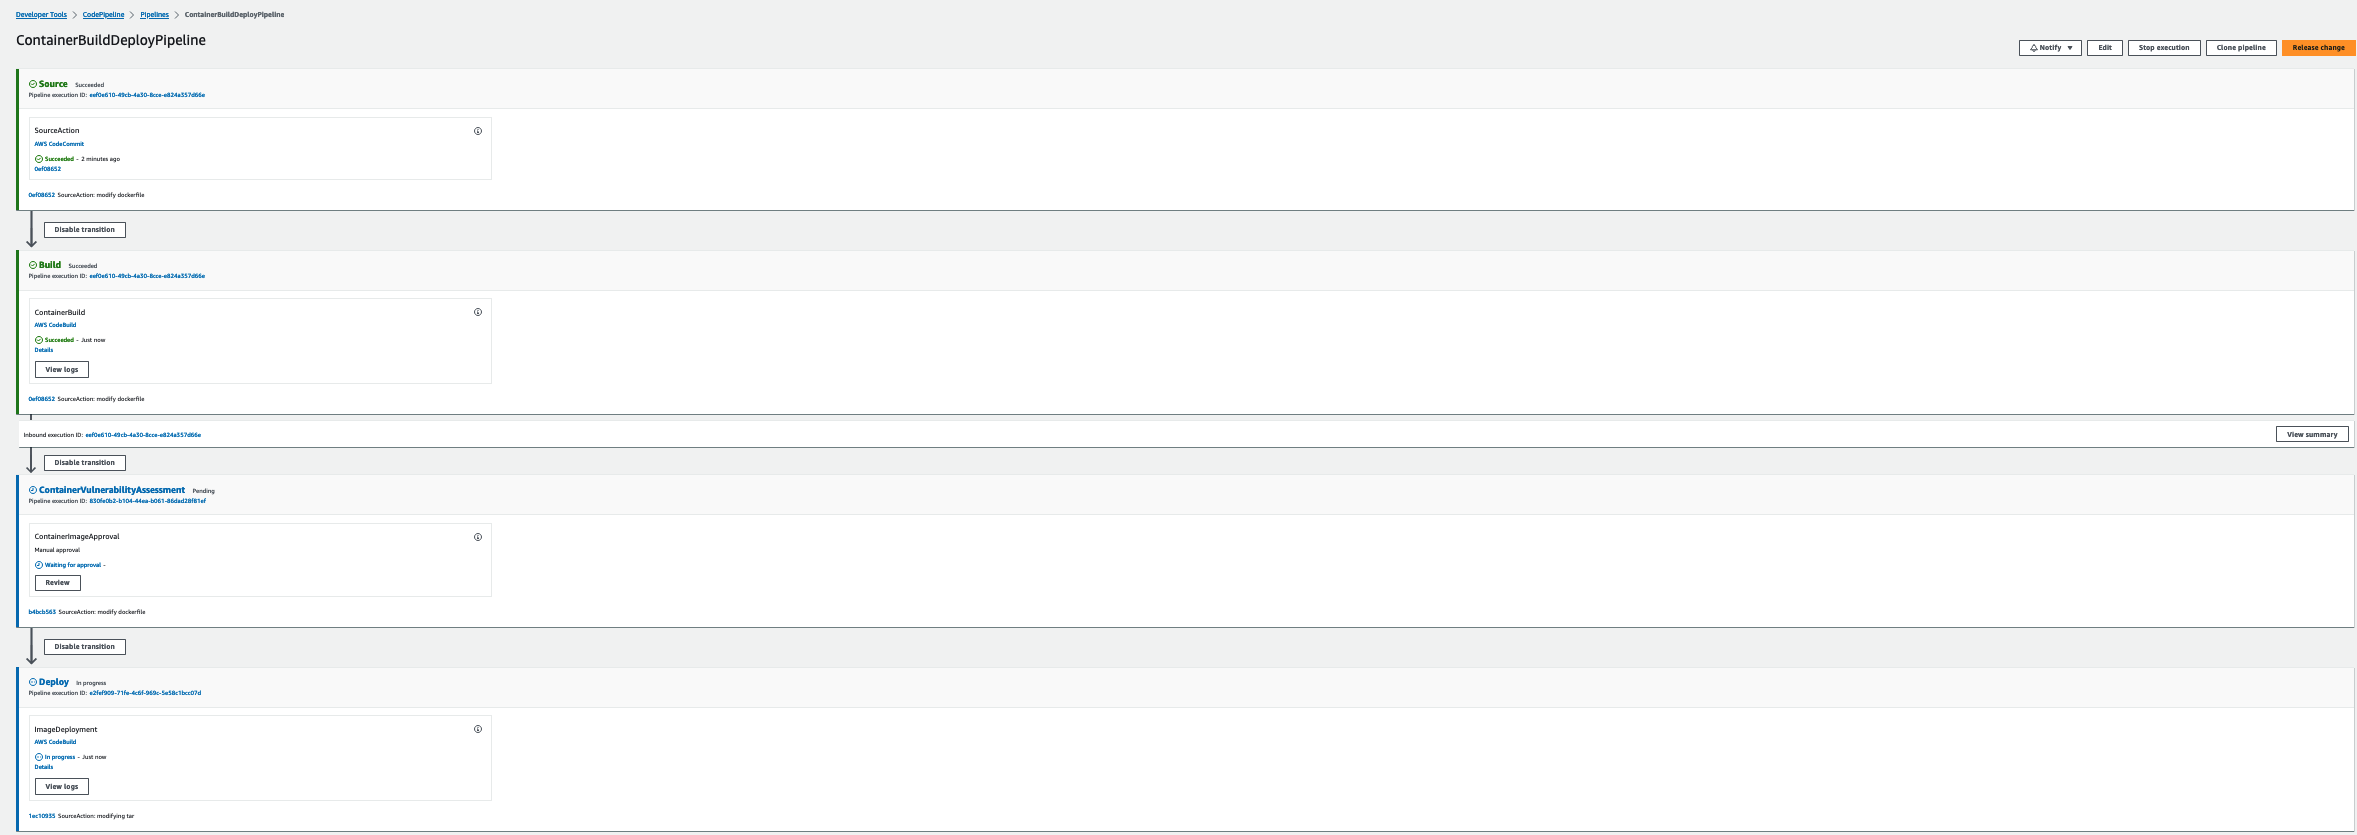 Developer Tools > CodePipeline > Pipelines > ContainerBuildDeployPipeline
ContainerBuildDeployPipeline
Notify ▼ Edit Stop execution Clone pipeline Release change
Source Succeeded
Pipeline execution ID: eef0e610-49cb-4a30-8cce-e824a357d66e
SourceAction
AWS CodeCommit
Succeeded - 2 minutes ago
0ef08652
0ef08652 SourceAction: modify dockerfile
Disable transition
Build Succeeded
Pipeline execution ID: eef0e610-49cb-4a30-8cce-e824a357d66e
ContainerBuild
AWS CodeBuild
Succeeded - Just now
Details
View logs
0ef08652 SourceAction: modify dockerfile
Inbound execution ID: eef0e610-49cb-4a30-8cce-e824a357d66e
View summary
Disable transition
ContainerVulnerabilityAssessment Pending
Pipeline execution ID: 830fe0b2-b104-44ea-b061-86dad28f81ef
ContainerImageApproval
Manual approval
Waiting for approval -
Review
b4bcb563 SourceAction: modify dockerfile
Disable transition
Deploy In progress
Pipeline execution ID: e2fef909-71fe-4c6f-969c-5e58c1bcc07d
ImageDeployment
AWS CodeBuild
In progress - Just now
Details
View logs
1ec10935 SourceAction: modifying tar